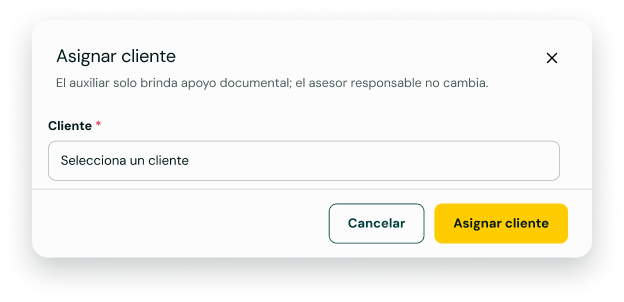 Asignar cliente
El auxiliar solo brinda apoyo documental; el asesor responsable no cambia.
Cliente *
Selecciona un cliente
Cancelar
Asignar cliente